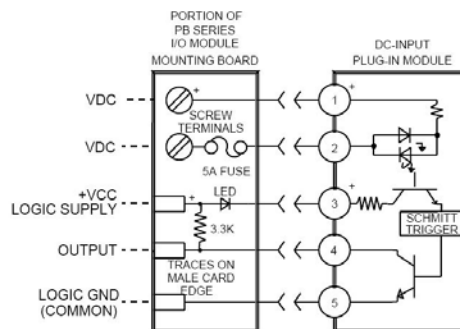 PORTION OF
PB SERIES
I/O MODULE
MOUNTING BOARD
DC-INPUT
PLUG-IN MODULE
VDC
+
1
+
SCREW
TERMINALS
VDC
2
5A FUSE
+VCC
LOGIC SUPPLY
LED
3
+
3.3K
SCHMITT
TRIGGER
OUTPUT
4
TRACES ON
MALE CARD
EDGE
LOGIC GND
(COMMON)
5